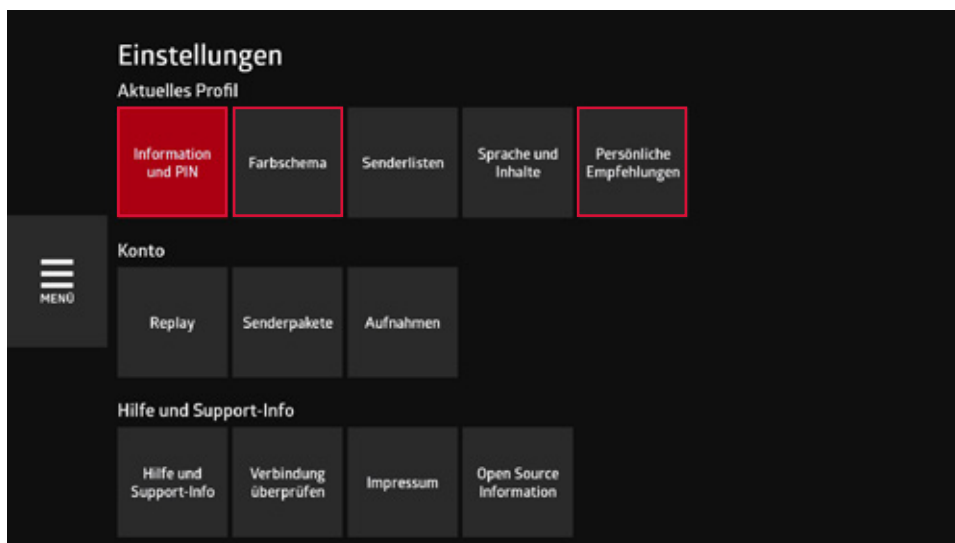 Einstellungen
Aktuelles Profil
Information
und PIN
Farbschema
Senderlisten
Sprache und
Inhalte
Persönliche
Empfehlungen
MENÜ
Konto
Replay
Senderpakete
Aufnahmen
Hilfe und Support-Info
Hilfe und
Support-Info
Verbindung
überprüfen
Impressum
Open Source
Information